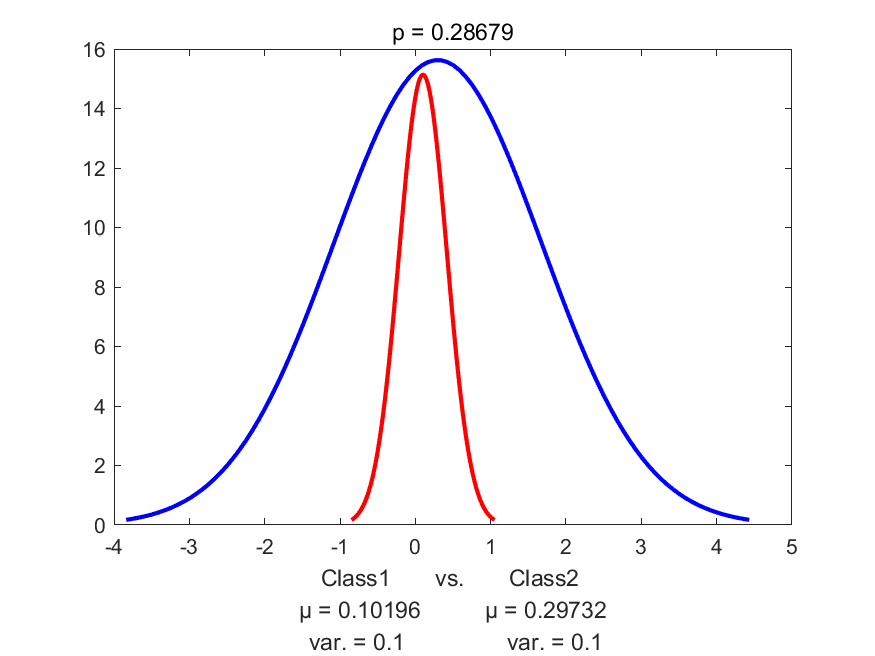 p = 0.28679
16
14
12
10
8
6
4
2
0
-4 -3 -2 -1 0 1 2 3 4 5
Class1 vs. Class2
μ = 0.10196 μ = 0.29732
var. = 0.1 var. = 0.1